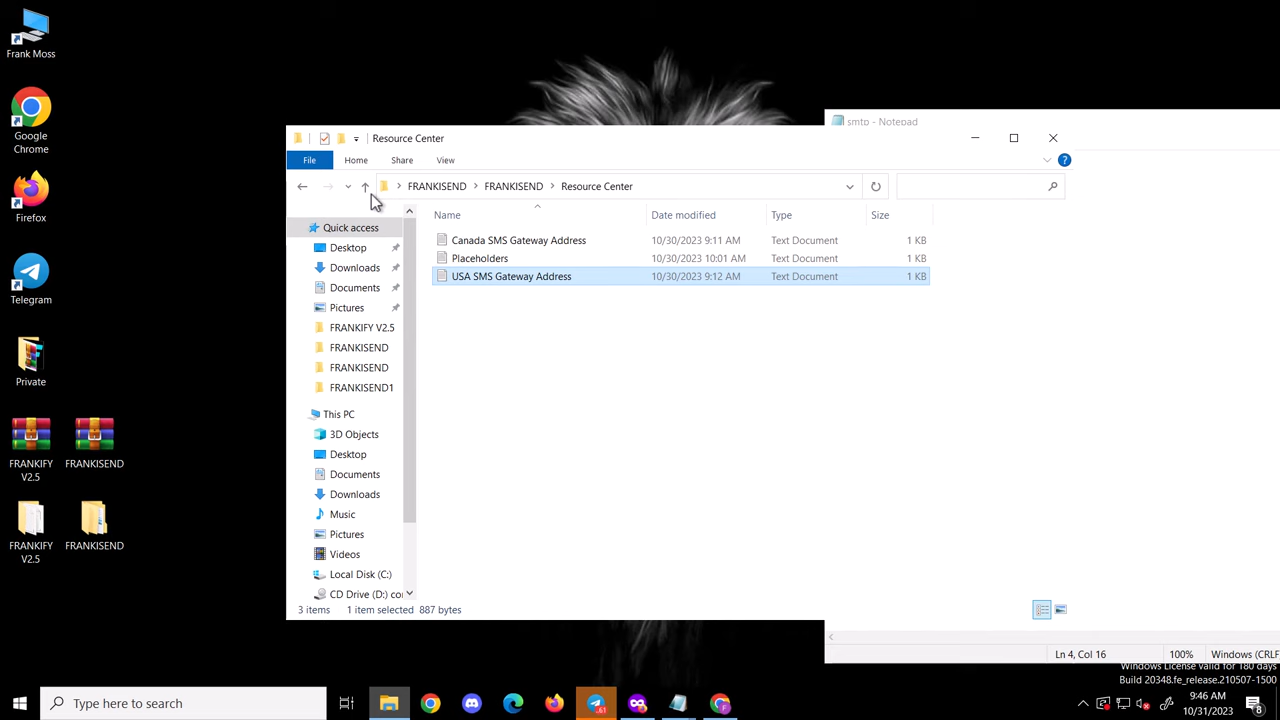 Frank Moss
Google
Chrome
Firefox
Telegram
Private
FRANKIFY
V2.5
FRANKISEND
FRANKIFY
V2.5
FRANKISEND
smtp - Notepad
Resource Center
File
Home
Share
View
FRANKISEND
FRANKISEND
Resource Center
Name
Date modified
Type
Size
Canada SMS Gateway Address
10/30/2023 9:11 AM
Text Document
1 KB
Placeholders
10/30/2023 10:01 AM
Text Document
1 KB
USA SMS Gateway Address
10/30/2023 9:12 AM
Text Document
1 KB
Quick access
Desktop
Downloads
Documents
Pictures
FRANKIFY V2.5
FRANKISEND
FRANKISEND
FRANKISEND1
This PC
3D Objects
Desktop
Documents
Downloads
Music
Pictures
Videos
Local Disk (C:)
CD Drive (D:) co
3 items
1 item selected 887 bytes
Ln 4, Col 16
100%
Windows (CRLF
Windows License valid for 180 days
Build 20348.fe_release.210507-1500
Type here to search
9:46 AM
10/31/2023
8